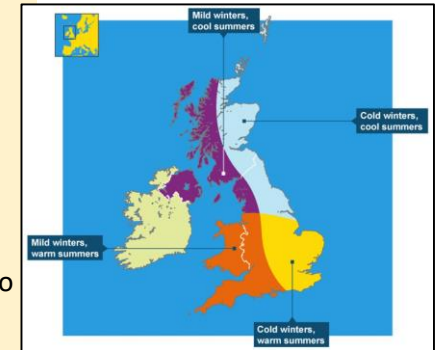 Mild winters,
cool summers
Cold winters,
cool summers
Mild winters,
warm summers
o
Cold winters,
warm summers